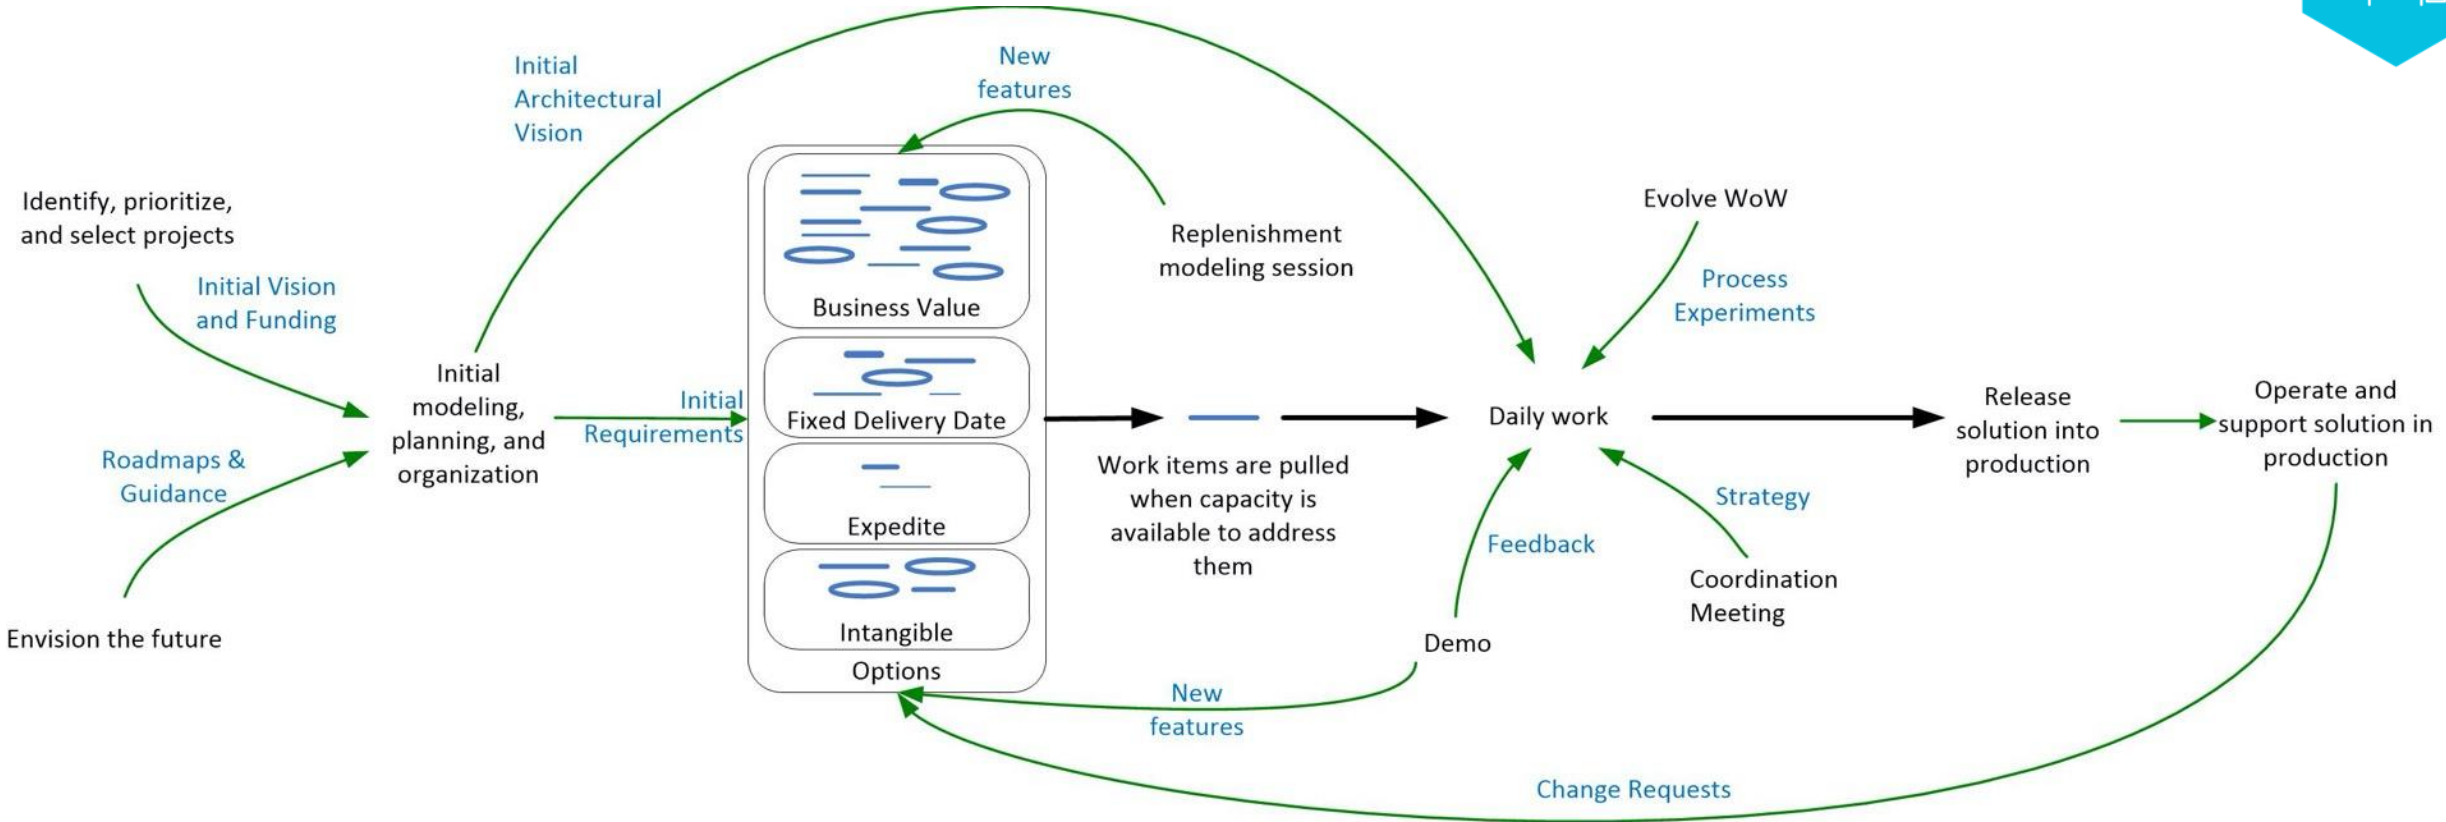 Initial
Architectural
Vision
New
features
Identify, prioritize,
and select projects
Initial Vision
and Funding
Roadmaps &
Guidance
Envision the future
Initial
modeling,
planning, and
organization
Initial
Requirements
Business Value
Fixed Delivery Date
Expedite
Intangible
Options
Replenishment
modeling session
Work items are pulled
when capacity is
available to address
them
Evolve WoW
Process
Experiments
Daily work
Feedback
Strategy
Coordination
Meeting
Demo
New
features
Release
solution into
production
Operate and
support solution in
production
Change Requests